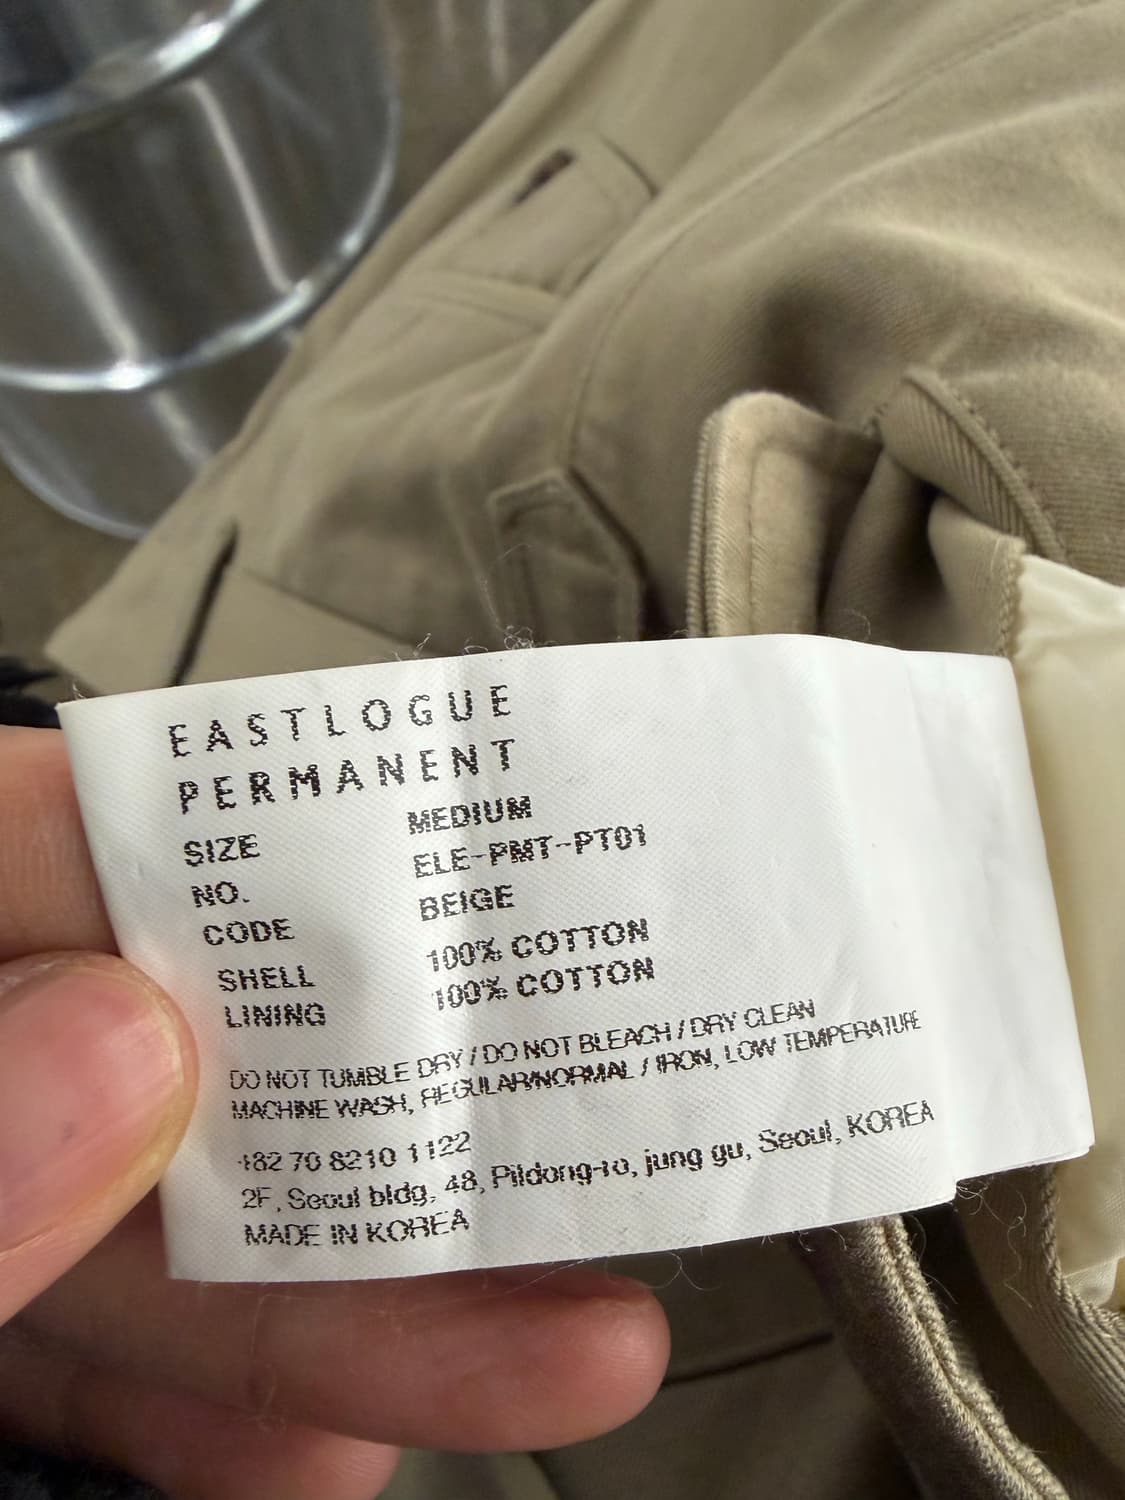 EASTLOGUE
PERMANENT
SIZE MEDIUM
NO. ELE-PMT-PT01
CODE BEIGE
SHELL 100% COTTON
LINING 100% COTTON
DO NOT TUMBLE DRY / DO NOT BLEACH / DRY CLEAN
MACHINE WASH, REGULAR/NORMAL / IRON, LOW TEMPERATURE
+82 70 8210 1122
2F, Seoul bldg, 48, Pildong-ro, jung gu, Seoul, KOREA
MADE IN KOREA